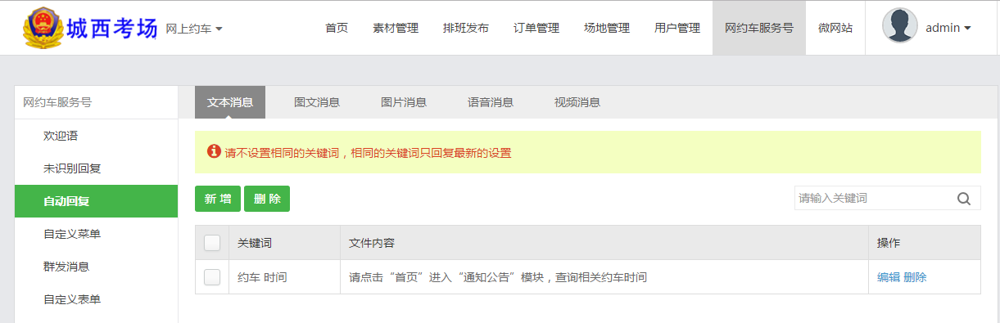 城西考场 网上约车 首页 素材管理 排班发布 订单管理 场地管理 用户管理 网约车服务号 微网站 admin
网约车服务号
欢迎语
未识别回复
自动回复
自定义菜单
群发消息
自定义表单
文本消息 图文消息 图片消息 语音消息 视频消息
请不设置相同的关键词，相同的关键词只回复最新的设置
新 增 删 除 请输入关键词
关键词 文件内容 操作
约车 时间 请点击“首页”进入“通知公告”模块，查询相关约车时间 编辑 删除